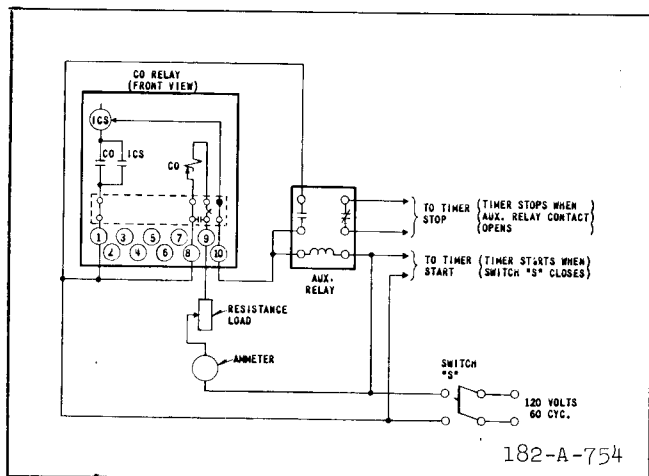 CO RELAY
(FRONT VIEW)
ICS
CO ICS
CO
1 3 5 7 9
2 4 6 8 10
AUX.
RELAY
TO TIMER
STOP
(TIMER STOPS WHEN
AUX. RELAY CONTACT
OPENS)
TO TIMER
START
(TIMER STARTS WHEN
SWITCH "S" CLOSES)
RESISTANCE
LOAD
AMMETER
SWITCH
"S"
120 VOLTS
60 CYC.
182-A-754